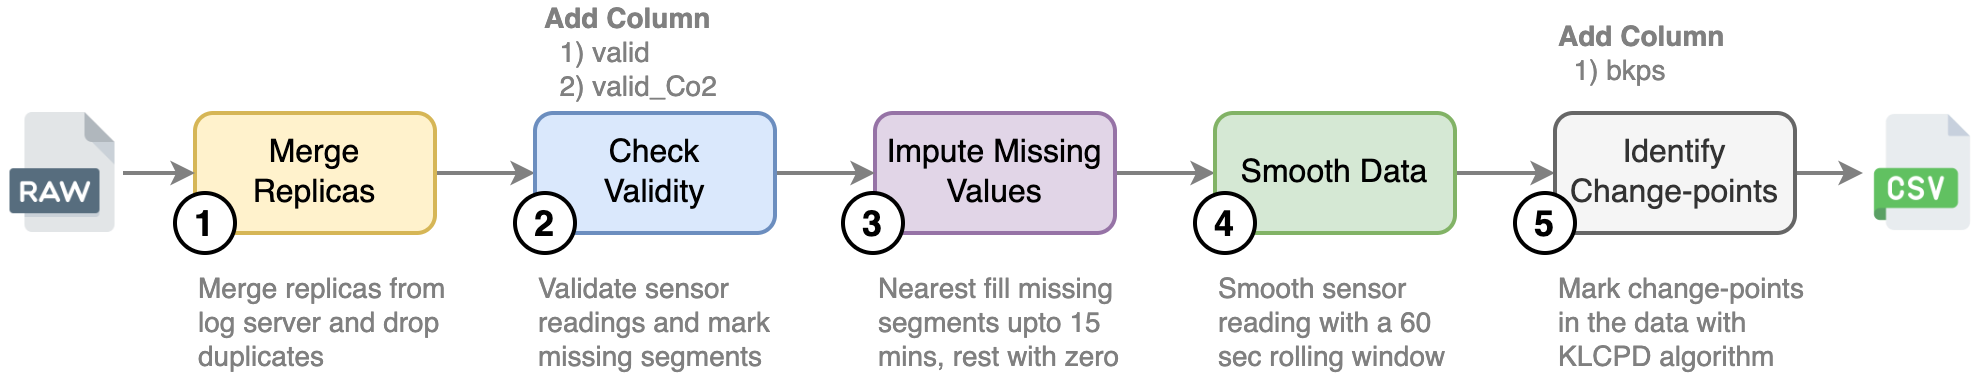 Add Column
1) valid
2) valid_Co2
Add Column
1) bkps
RAW
Merge
Replicas
1
Check
Validity
2
Impute Missing
Values
3
Smooth Data
4
Identify
Change-points
5
CSV
Merge replicas from
log server and drop
duplicates
Validate sensor
readings and mark
missing segments
Nearest fill missing
segments upto 15
mins, rest with zero
Smooth sensor
reading with a 60
sec rolling window
Mark change-points
in the data with
KLCPD algorithm